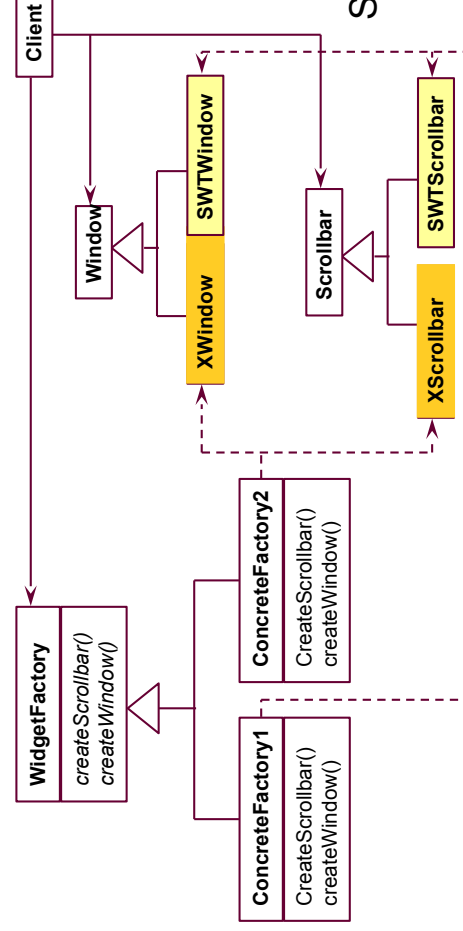 WidgetFactory
createScrollbar()
createWindow()
Client
Window
XWindow
SWTWindow
Scrollbar
XScrollbar
SWTScrollbar
ConcreteFactory1
CreateScrollbar()
createWindow()
ConcreteFactory2
CreateScrollbar()
createWindow()
S